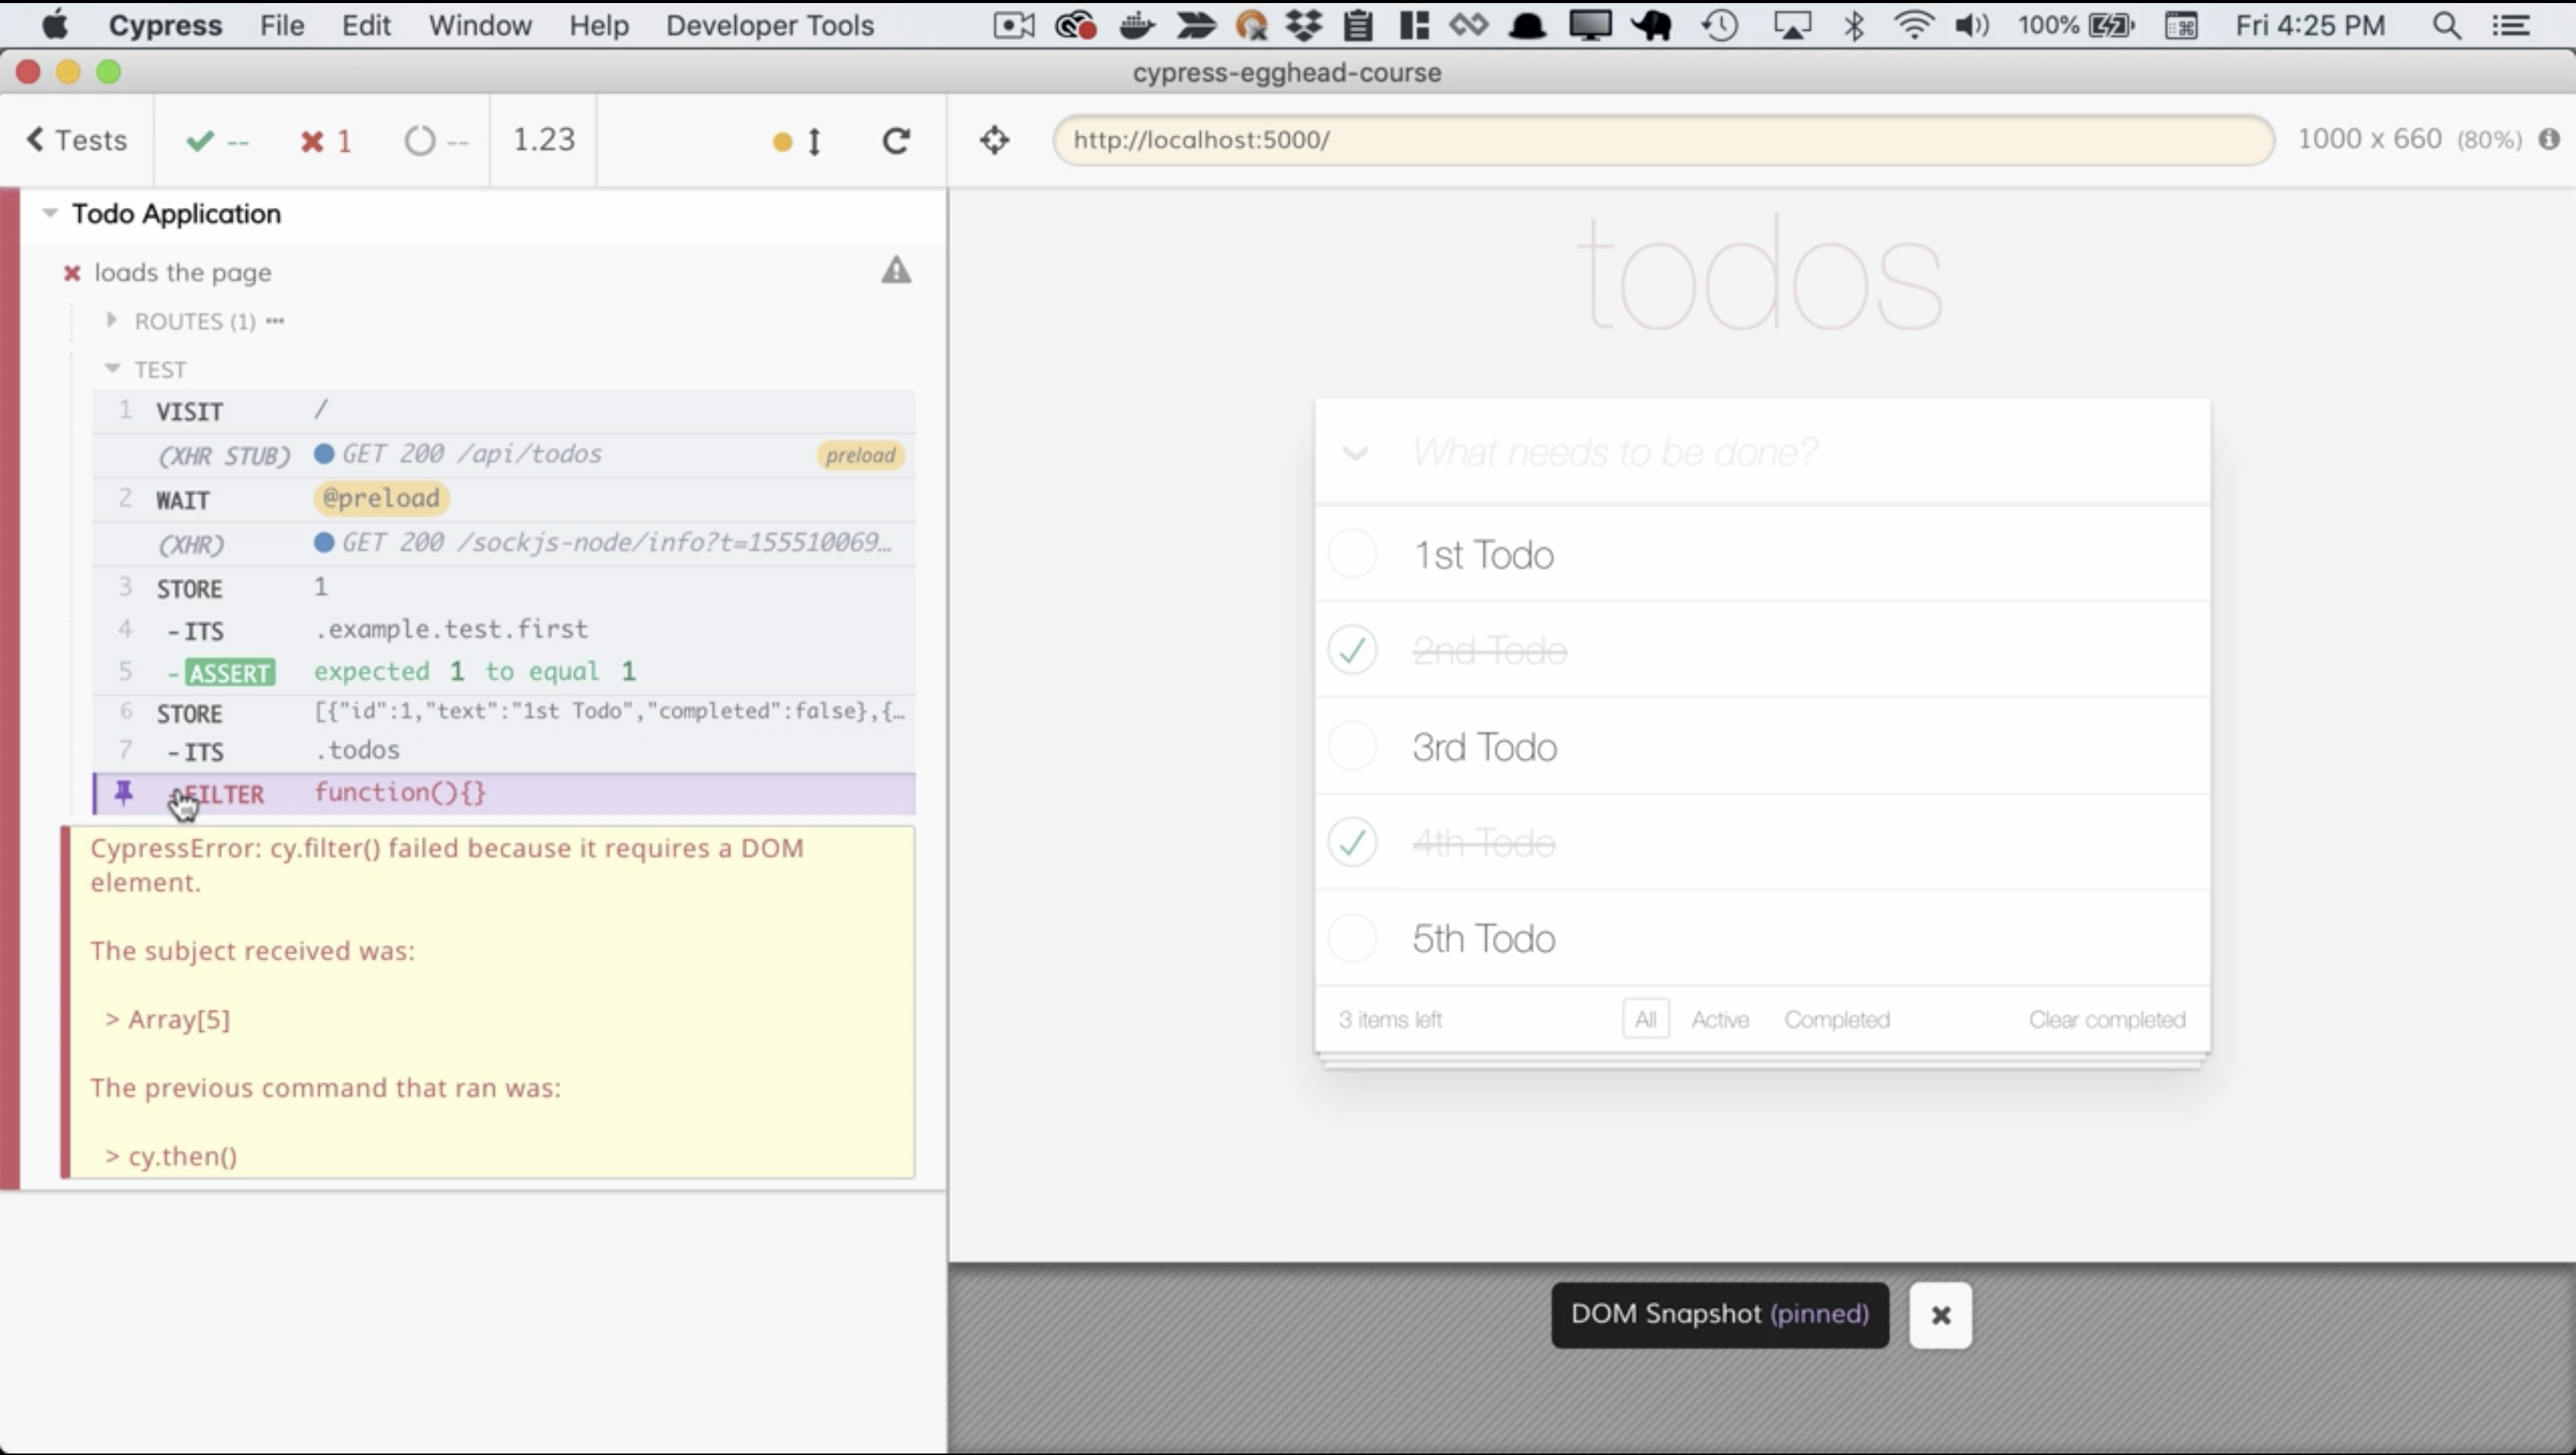 Cypress File Edit Window Help Developer Tools 100% Fri 4:25 PM
cypress-egghead-course
Tests -- 1 -- 1.23 http://localhost:5000/ 1000 x 660 (80%)
Todo Application
loads the page
ROUTES (1)
TEST
1 VISIT /
(XHR STUB) GET 200 /api/todos preload
2 WAIT @preload
(XHR) GET 200 /sockjs-node/info?t=155510069…
3 STORE 1
4 -ITS .example.test.first
5 -ASSERT expected 1 to equal 1
6 STORE [{"id":1,"text":"1st Todo","completed":false},{…
7 -ITS .todos
-FILTER function(){}
CypressError: cy.filter() failed because it requires a DOM
element.
The subject received was:
> Array[5]
The previous command that ran was:
> cy.then()
todos
What needs to be done?
1st Todo
2nd Todo
3rd Todo
4th Todo
5th Todo
3 items left All Active Completed Clear completed
DOM Snapshot (pinned)